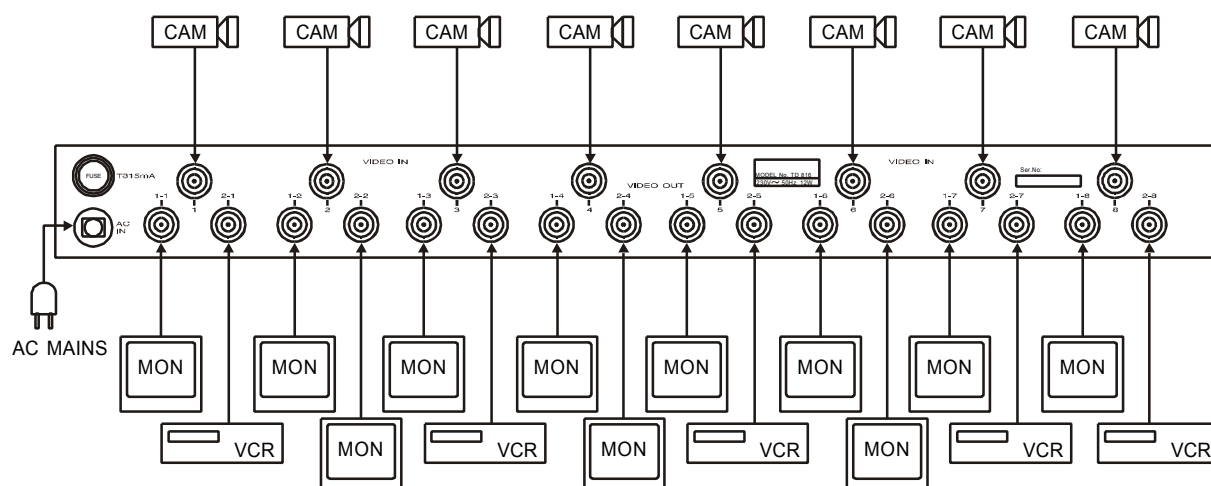 CAM CAM CAM CAM CAM CAM CAM CAM
VIDEO IN VIDEO IN
FUSE T315mA
MODEL No. TD 816
230V～ 50Hz 12W
Ser.No:
VIDEO OUT
1-1 2-1 1-2 2-2 1-3 2-3 1-4 2-4 1-5 2-5 1-6 2-6 1-7 2-7 1-8 2-8
1 2 3 4 5 6 7 8
AC
IN
AC MAINS
MON MON MON MON MON MON MON MON
VCR MON VCR MON VCR MON VCR VCR